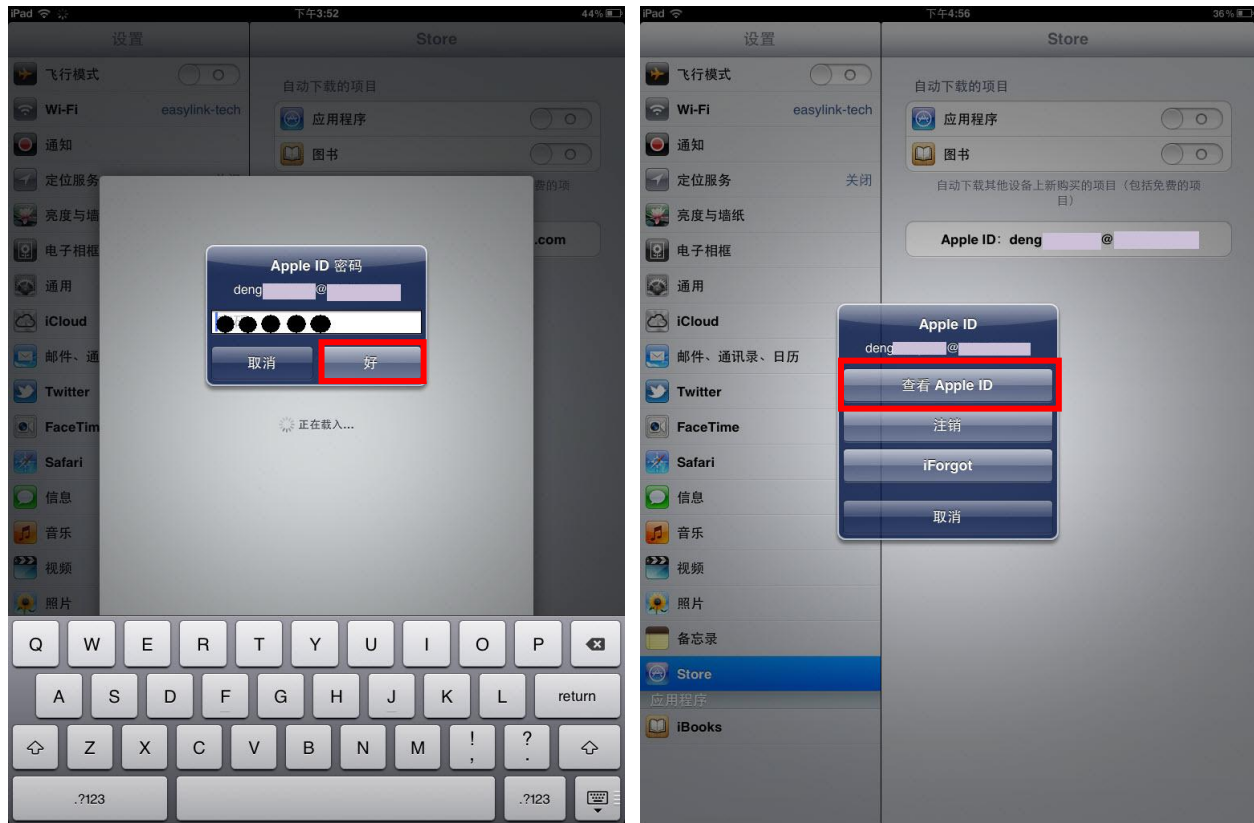 iPad 下午3:52 44%
设置 Store
飞行模式
自动下载的项目
Wi-Fi easylink-tech
应用程序
通知
图书
定位服务
费的项
亮度与墙
.com
电子相框
Apple ID 密码
deng @
通用
iCloud
取消 好
邮件、通
Twitter
正在载入...
FaceTim
Safari
信息
音乐
视频
照片
Q W E R T Y U I O P
A S D F G H J K L return
Z X C V B N M ! , ? .
.?123 .?123
iPad 下午4:56 36%
设置 Store
飞行模式
自动下载的项目
Wi-Fi easylink-tech
应用程序
通知
图书
定位服务 关闭
自动下载其他设备上新购买的项目（包括免费的项
目）
亮度与墙纸
Apple ID: deng @
电子相框
通用
iCloud
Apple ID
deng @
邮件、通讯录、日历
查看 Apple ID
Twitter
注销
FaceTime
iForgot
Safari
信息
取消
音乐
视频
照片
备忘录
Store
应用程序
iBooks